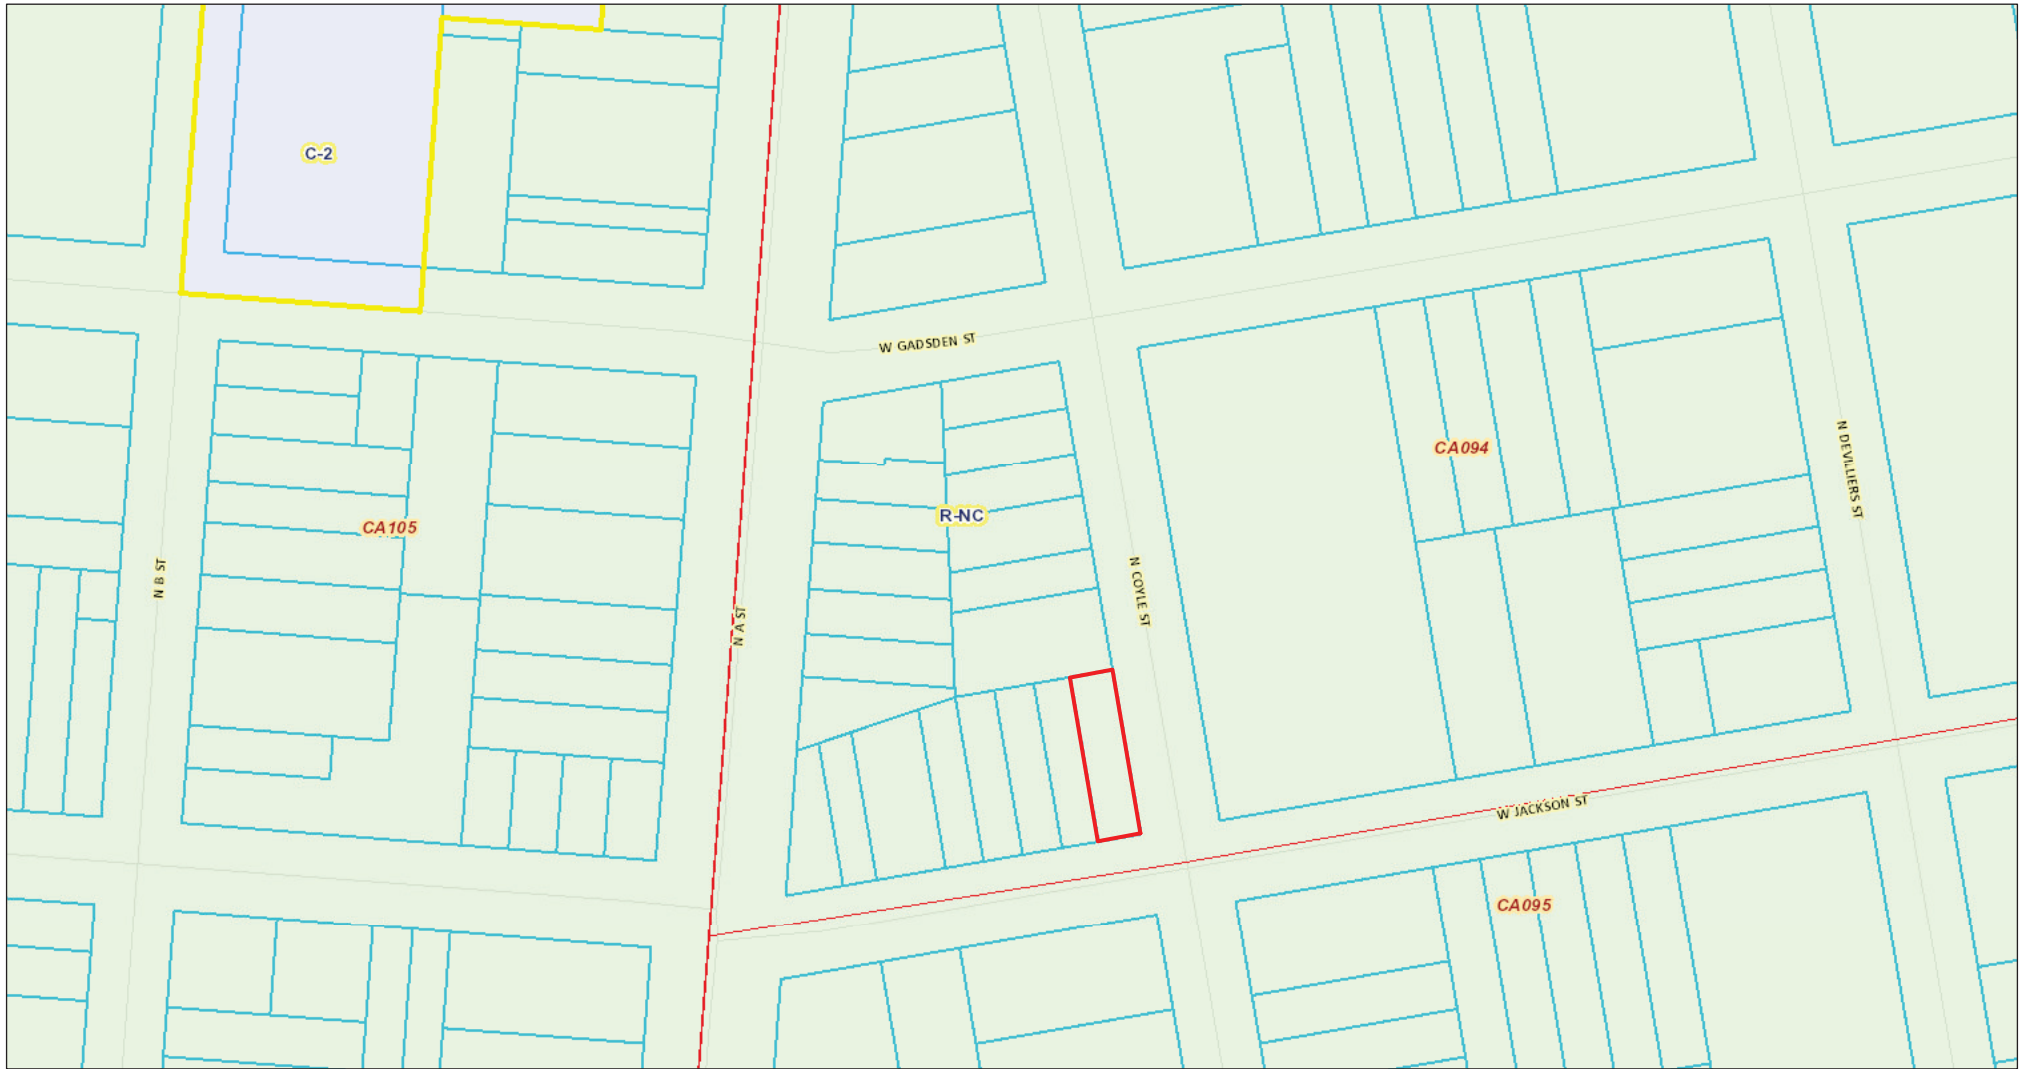 C-2
W GADSDEN ST
CA094
N DEVILLIERS ST
R-NC
CA105
N B ST
N COYLE ST
N A ST
W JACKSON ST
CA095